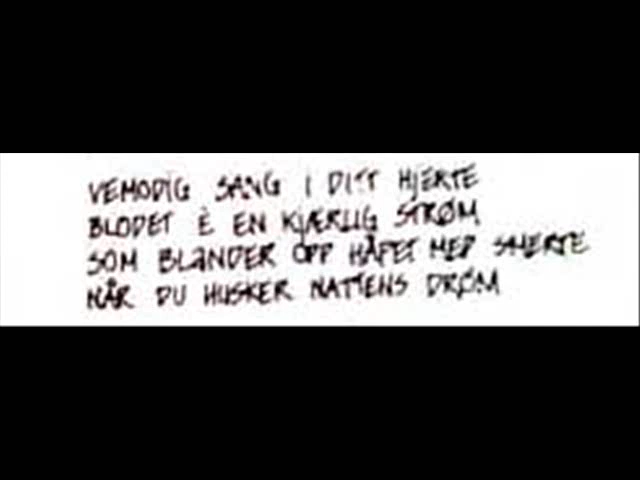 VEMODIG SANG I DITT HJERTE
BLODET È EN KJÆRLIG STRØM
SOM BLANDER OPP HÅPET MED SMERTE
NÅR DU HUSKER NATTENS DRØM